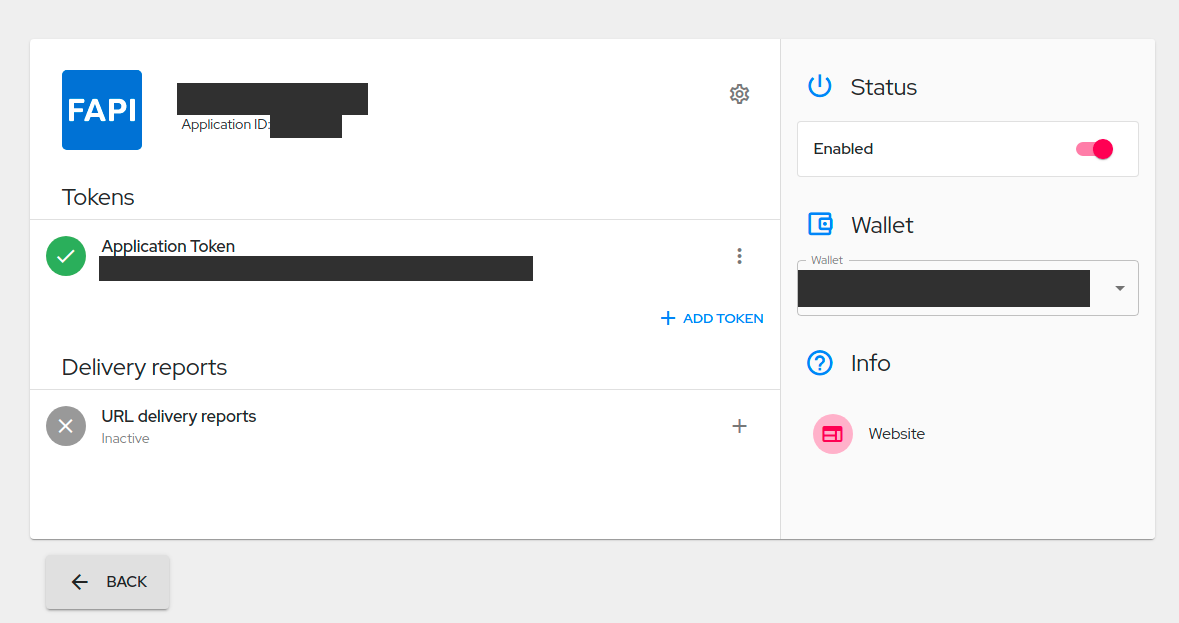 FAPI
Application ID:
Tokens
Application Token
ADD TOKEN
Delivery reports
URL delivery reports
Inactive
Status
Enabled
Wallet
Wallet
Info
Website
BACK